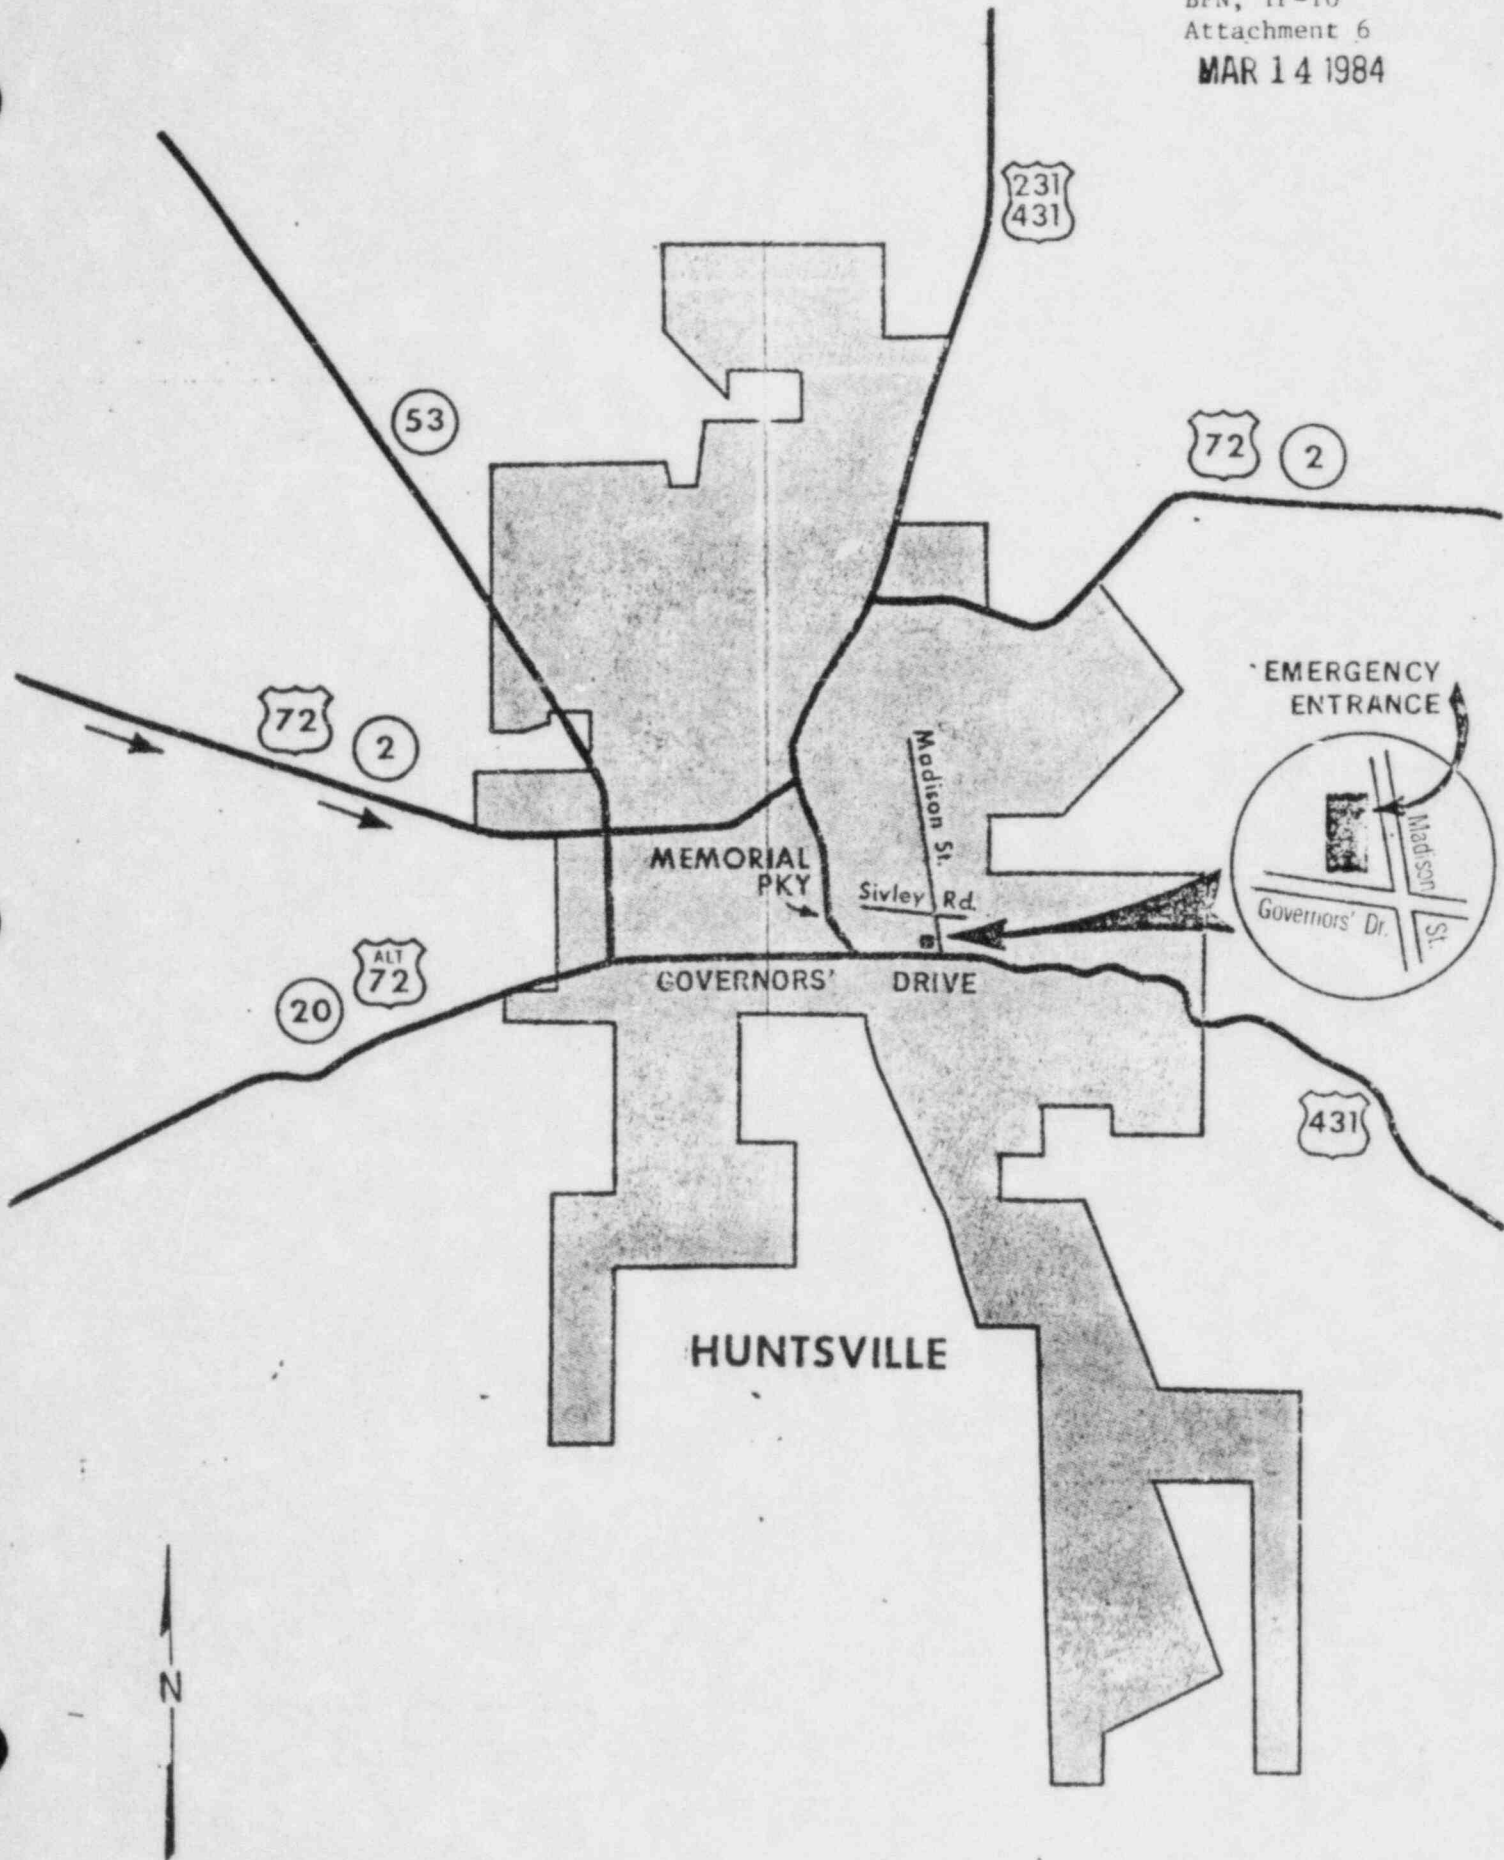 Attachment 6
MAR 14 1984
231
431
53
72
2
72
2
EMERGENCY
ENTRANCE
Madison St.
Madison St.
Governors' Dr.
MEMORIAL
PKY
Sivley Rd.
ALT
72
20
GOVERNORS' DRIVE
431
HUNTSVILLE
N